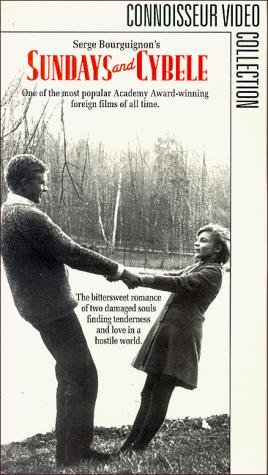 CONNOISSEUR VIDEO
COLLECTION
Serge Bourguignon's
SUNDAYS and CYBELE
One of the most popular Academy Award-winning
foreign films of all time.
The bittersweet romance
of two damaged souls
finding tenderness
and love in a
hostile world.